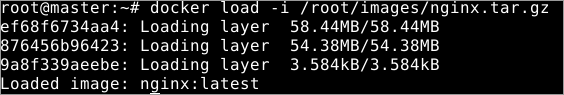 root@master:~# docker load -i /root/images/nginx.tar.gz
ef68f6734aa4: Loading layer  58.44MB/58.44MB
876456b96423: Loading layer  54.38MB/54.38MB
9a8f339aeebe: Loading layer  3.584kB/3.584kB
Loaded image: nginx:latest